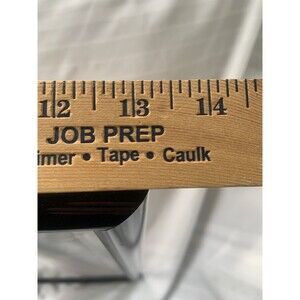 12 13 14
JOB PREP
imer • Tape • Caulk